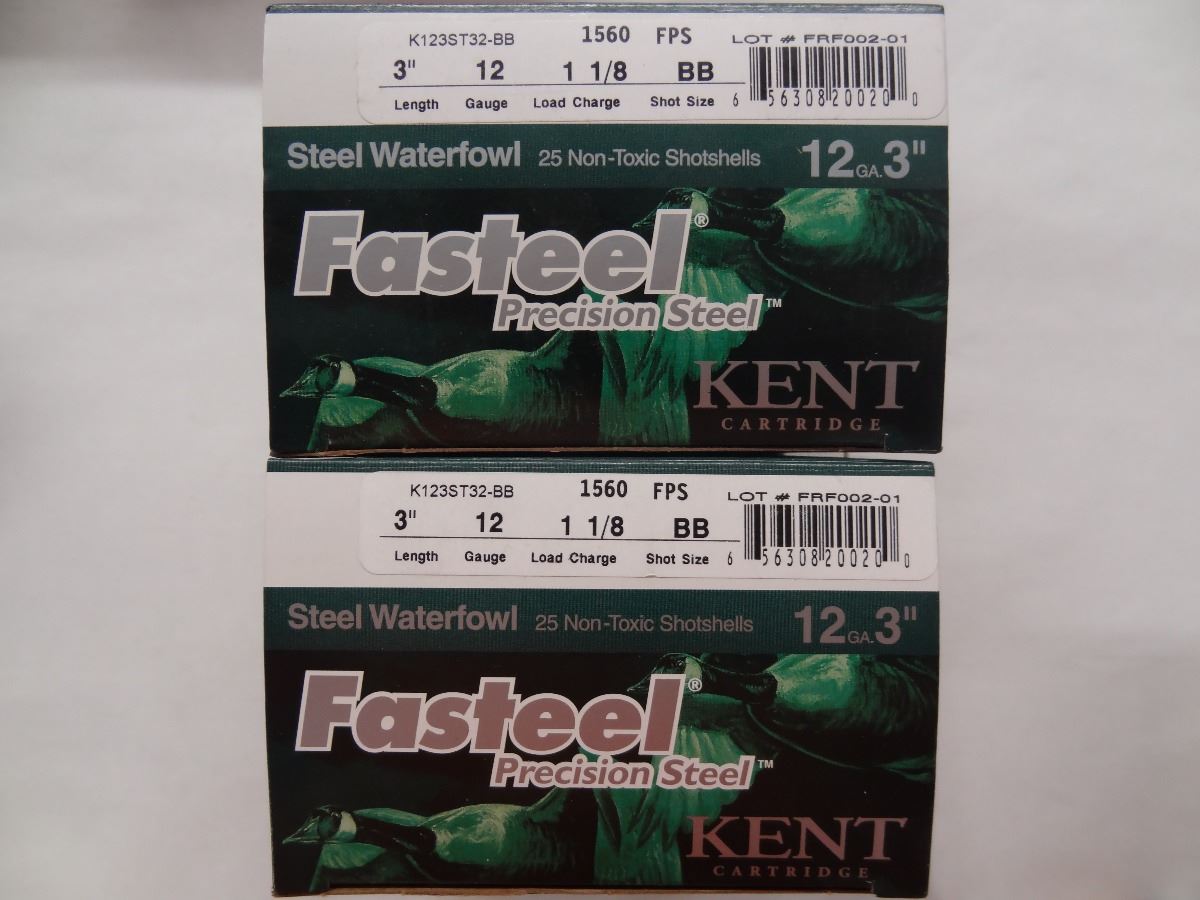 K123ST32-BB 1560 FPS LOT # FRF002-01
3" 12 1 1/8 BB
Length Gauge Load Charge Shot Size 6 56308 20020 0
Steel Waterfowl 25 Non-Toxic Shotshells 12 GA. 3"
Fasteel®
Precision Steel™
KENT
CARTRIDGE
K123ST32-BB 1560 FPS LOT # FRF002-01
3" 12 1 1/8 BB
Length Gauge Load Charge Shot Size 6 56308 20020 0
Steel Waterfowl 25 Non-Toxic Shotshells 12 GA. 3"
Fasteel®
Precision Steel™
KENT
CARTRIDGE